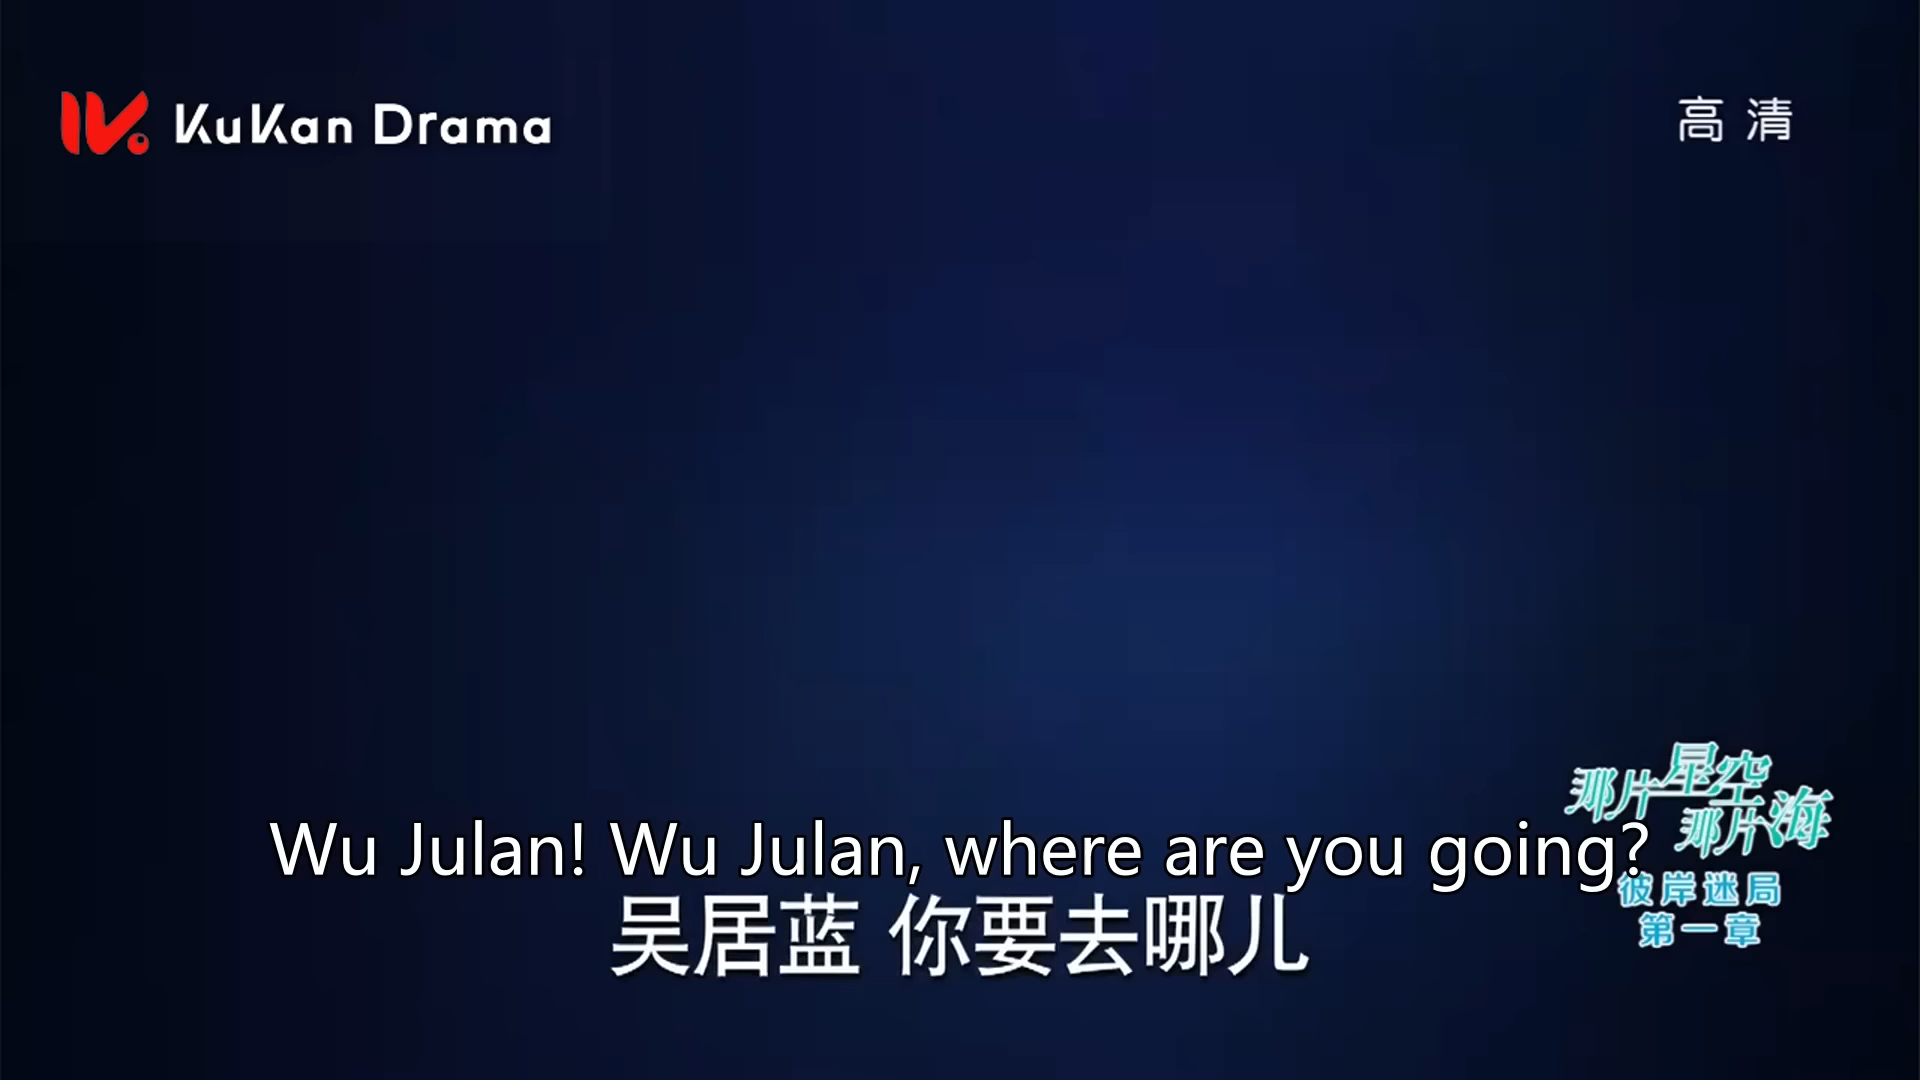 KuKan Drama
高清
那片星空
那片海
Wu Julan! Wu Julan, where are you going?
彼岸迷局
第一章
吴居蓝 你要去哪儿